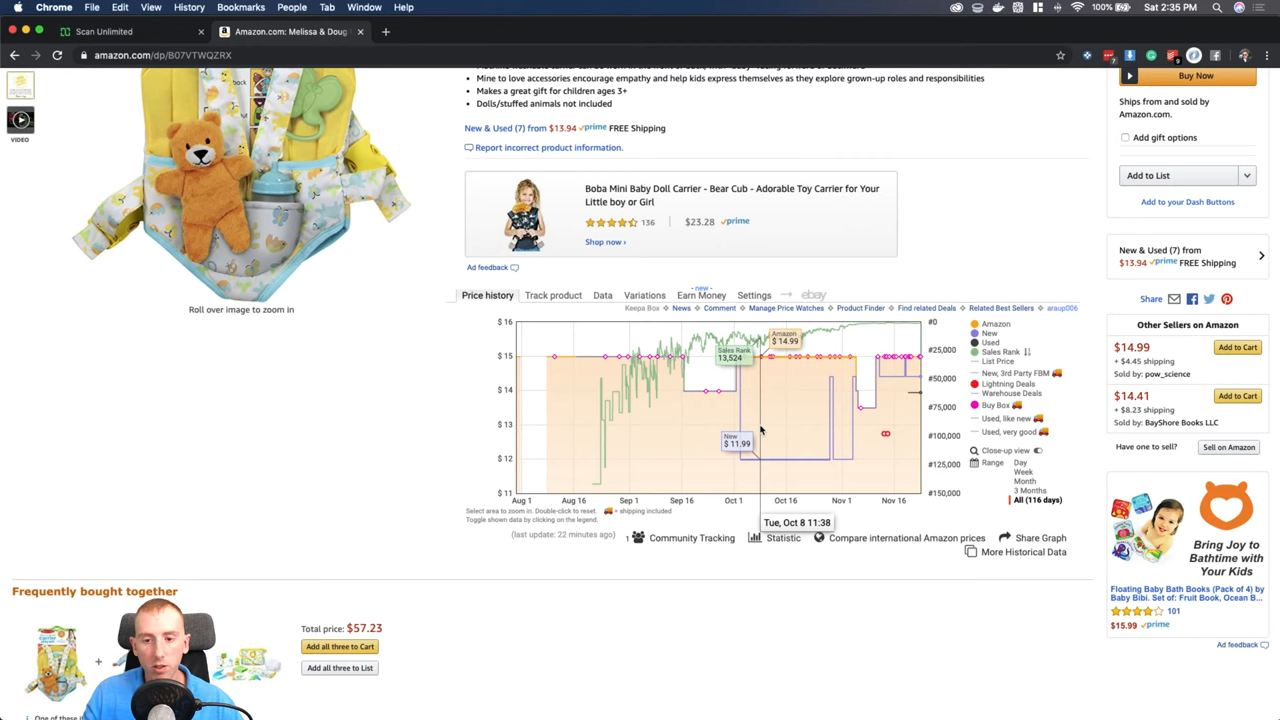 Chrome File Edit View History Bookmarks People Tab Window Help 100% Sat 2:35 PM
Scan Unlimited × Amazon.com: Melissa & Doug × +
amazon.com/dp/B07VTWQZRX
Mine to love accessories encourage empathy and help kids express themselves as they explore grown-up roles and responsibilities
Makes a great gift for children ages 3+
Dolls/stuffed animals not included
New & Used (7) from $13.94 prime FREE Shipping
Report incorrect product information.
VIDEO
Roll over image to zoom in
Boba Mini Baby Doll Carrier - Bear Cub - Adorable Toy Carrier for Your
Little boy or Girl
136 $23.28 prime
Shop now ›
Ad feedback
- new -
Price history Track product Data Variations Earn Money Settings ebay
Keepa Box News Comment Manage Price Watches Product Finder Find related Deals Related Best Sellers araup006
$ 16
$ 15
$ 14
$ 13
$ 12
$ 11
Sales Rank
13,524
Amazon
$ 14.99
New
$ 11.99
#0
#25,000
#50,000
#75,000
#100,000
#125,000
#150,000
Aug 1 Aug 16 Sep 1 Sep 16 Oct 1 Oct 16 Nov 1 Nov 16
Tue, Oct 8 11:38
Amazon
New
Used
Sales Rank
List Price
New, 3rd Party FBM
Lightning Deals
Warehouse Deals
Buy Box
Used, like new
Used, very good
Close-up view
Range Day
Week
Month
3 Months
All (116 days)
Select area to zoom in. Double-click to reset. = + shipping included
Toggle shown data by clicking on the legend.
(last update: 22 minutes ago) 1 Community Tracking Statistic Compare international Amazon prices Share Graph
More Historical Data
Frequently bought together
Total price: $57.23
Add all three to Cart
Add all three to List
Buy Now
Ships from and sold by
Amazon.com.
Add gift options
Add to List
Add to your Dash Buttons
New & Used (7) from
$13.94 prime FREE Shipping
Share
Other Sellers on Amazon
$14.99 Add to Cart
+ $4.45 shipping
Sold by: pow_science
$14.41 Add to Cart
+ $8.23 shipping
Sold by: BayShore Books LLC
Have one to sell? Sell on Amazon
Bring Joy to
Bathtime with
Your Kids
Floating Baby Bath Books (Pack of 4) by
Baby Bibi. Set of: Fruit Book, Ocean B...
101
$15.99 prime
Ad feedback